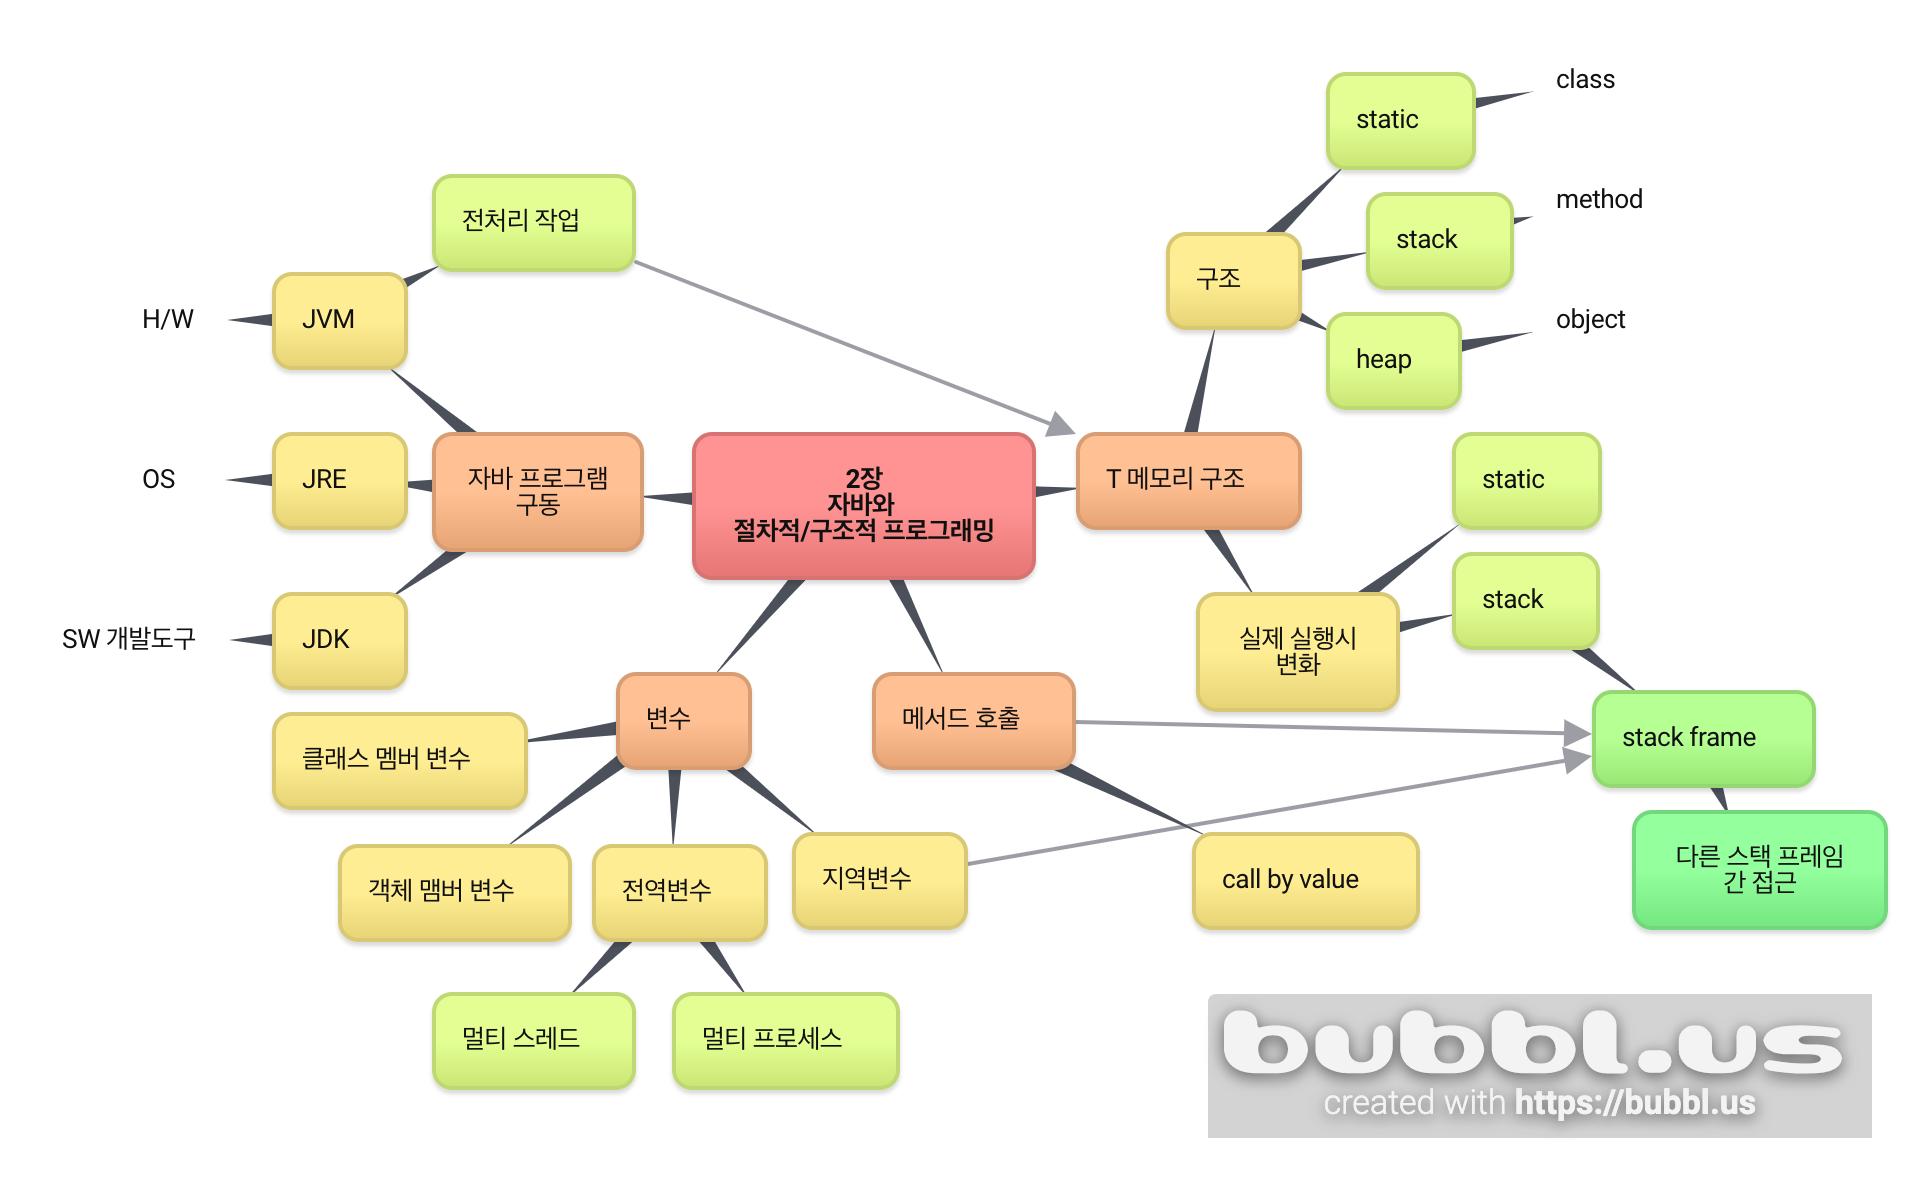 class
static
method
전처리 작업
stack
구조
H/W
JVM
object
heap
OS
JRE
자바 프로그램
구동
2장
자바와
절차적/구조적 프로그래밍
T 메모리 구조
static
stack
SW 개발도구
JDK
실제 실행시
변화
변수
메서드 호출
stack frame
클래스 멤버 변수
객체 맴버 변수
전역변수
지역변수
call by value
다른 스택 프레임
간 접근
멀티 스레드
멀티 프로세스
bubbl.us
created with https://bubbl.us